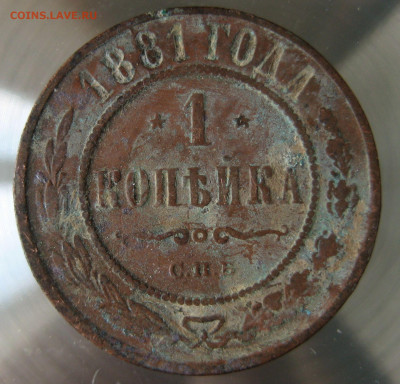 COINS.LAVE.RU
1881 ГОДА
1
КОПѢЙКА
С.П.Б.